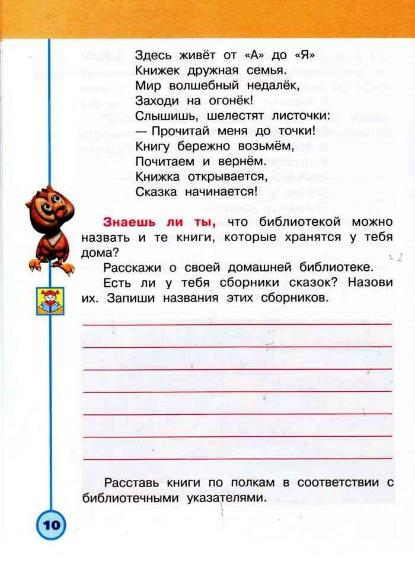 Здесь живёт от «А» до «Я»
Книжек дружная семья.
Мир волшебный недалёк,
Заходи на огонёк!
Слышишь, шелестят листочки:
— Прочитай меня до точки!
Книгу бережно возьмём,
Почитаем и вернём.
Книжка открывается,
Сказка начинается!
Знаешь ли ты, что библиотекой можно
назвать и те книги, которые хранятся у тебя
дома?
Расскажи о своей домашней библиотеке.
Есть ли у тебя сборники сказок? Назови
их. Запиши названия этих сборников.
Расставь книги по полкам в соответствии с
библиотечными указателями.
10